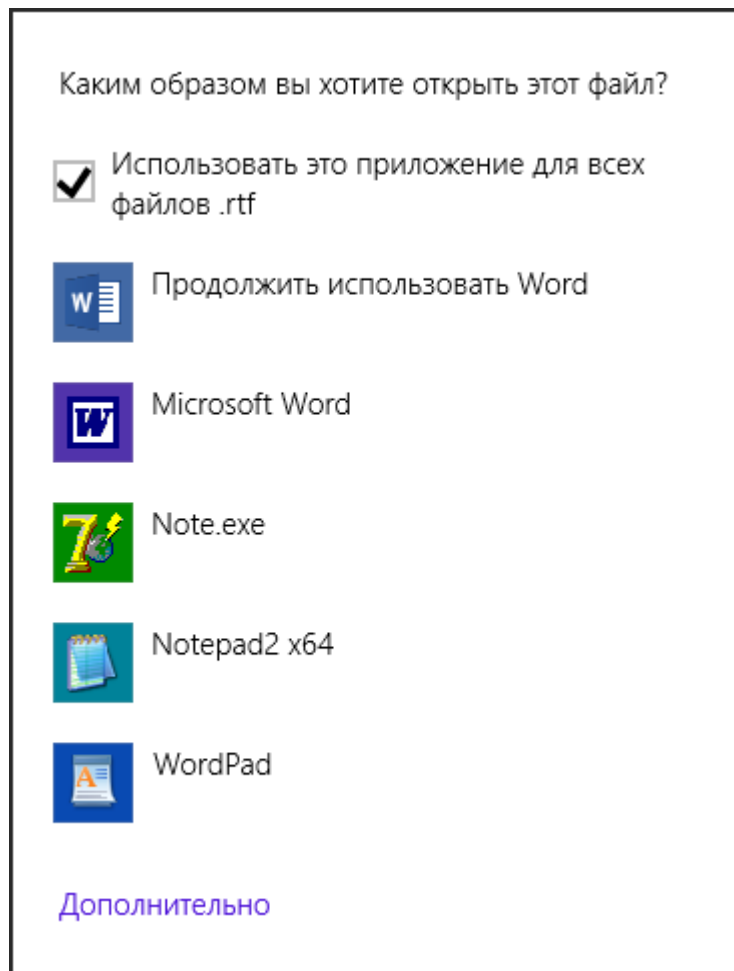 Каким образом вы хотите открыть этот файл?
Использовать это приложение для всех
файлов .rtf
Продолжить использовать Word
Microsoft Word
Note.exe
Notepad2 x64
WordPad
Дополнительно